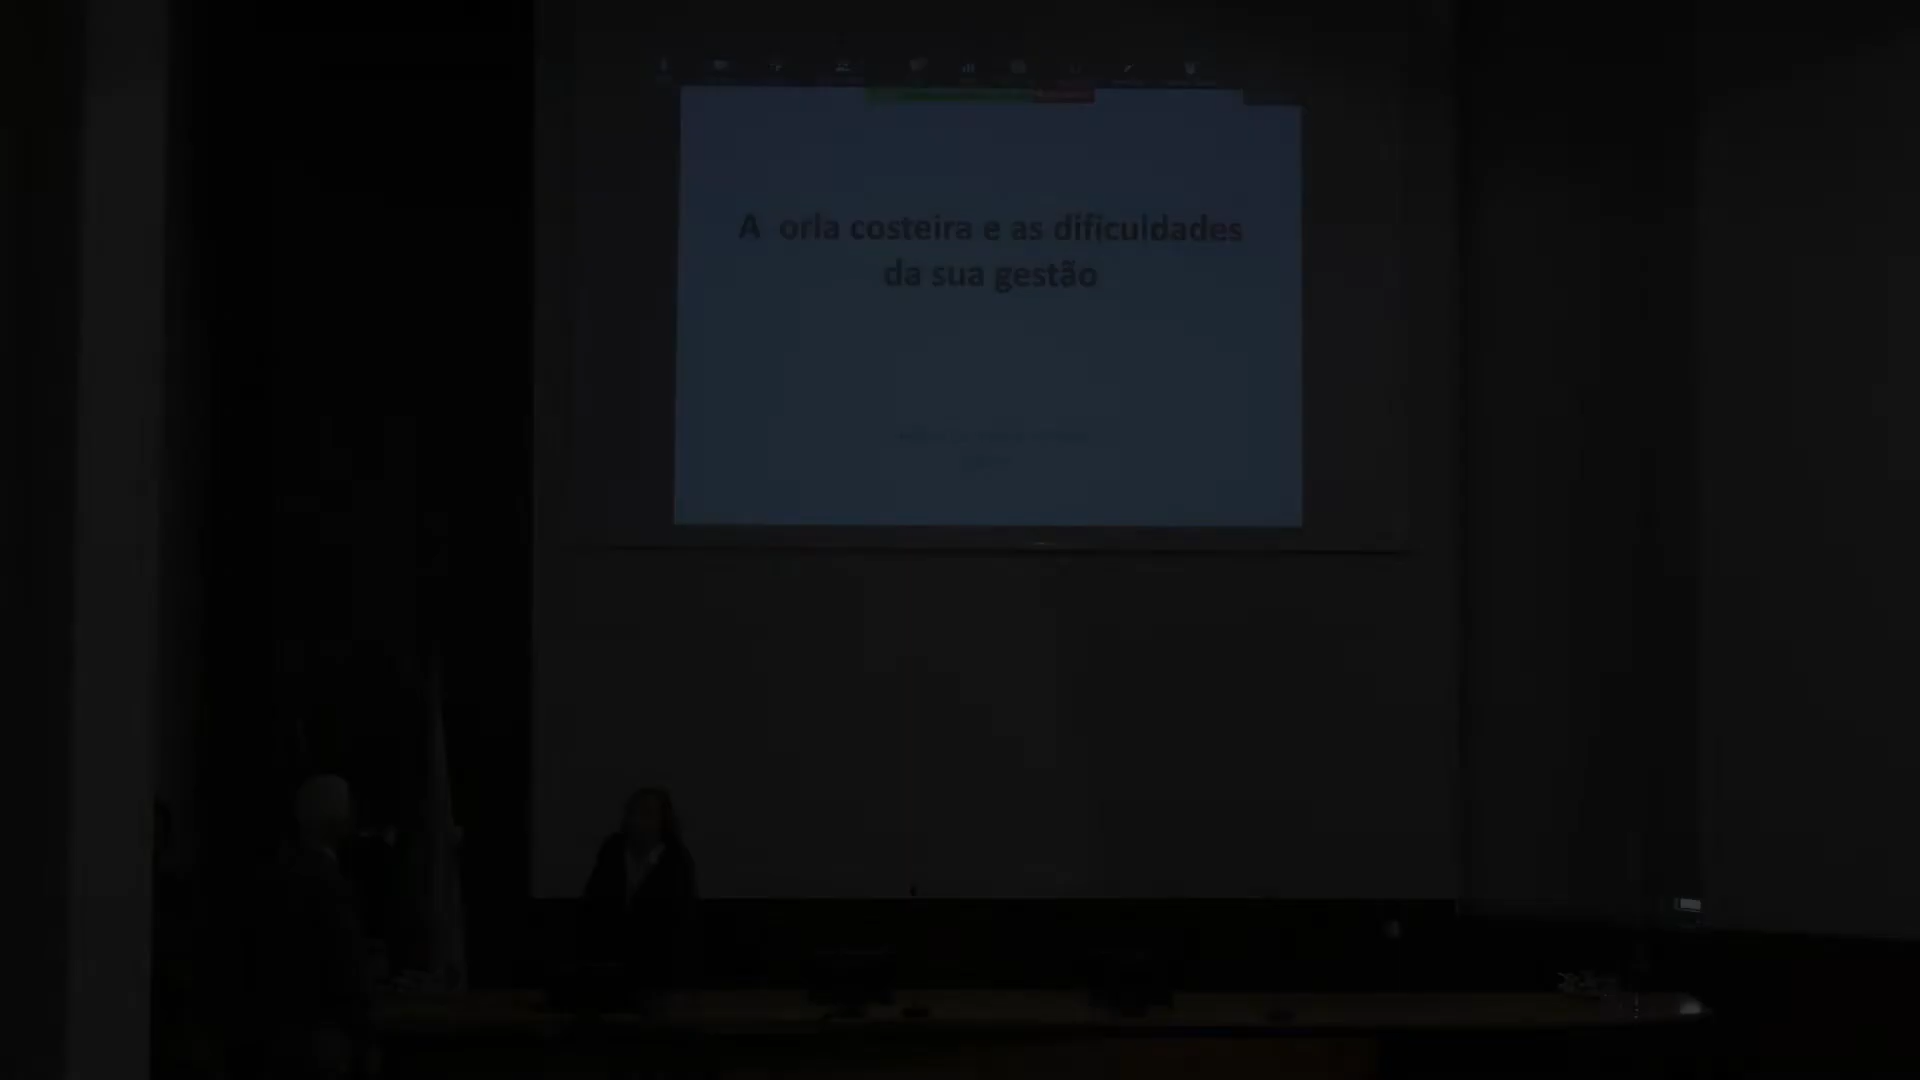 A orla costeira e as dificuldades
da sua gestão